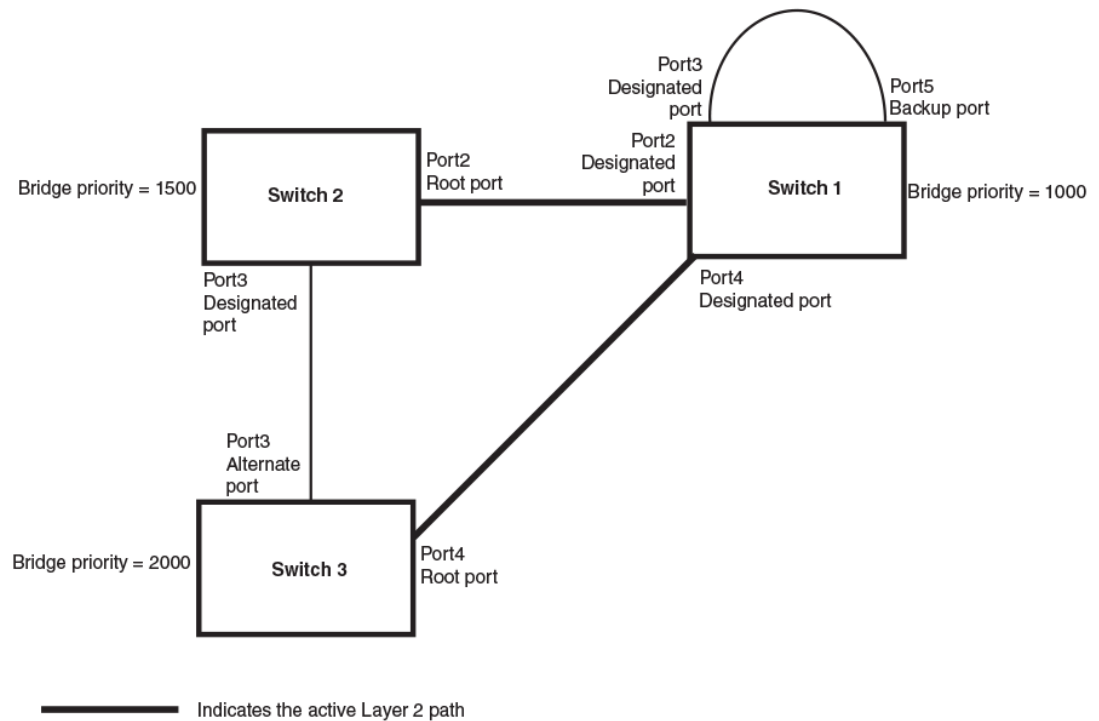 Port3
Designated
port
Port5
Backup port
Port2
Designated
port
Port2
Root port
Bridge priority = 1500
Switch 2
Switch 1
Bridge priority = 1000
Port3
Designated
port
Port4
Designated port
Port3
Alternate
port
Bridge priority = 2000
Switch 3
Port4
Root port
Indicates the active Layer 2 path